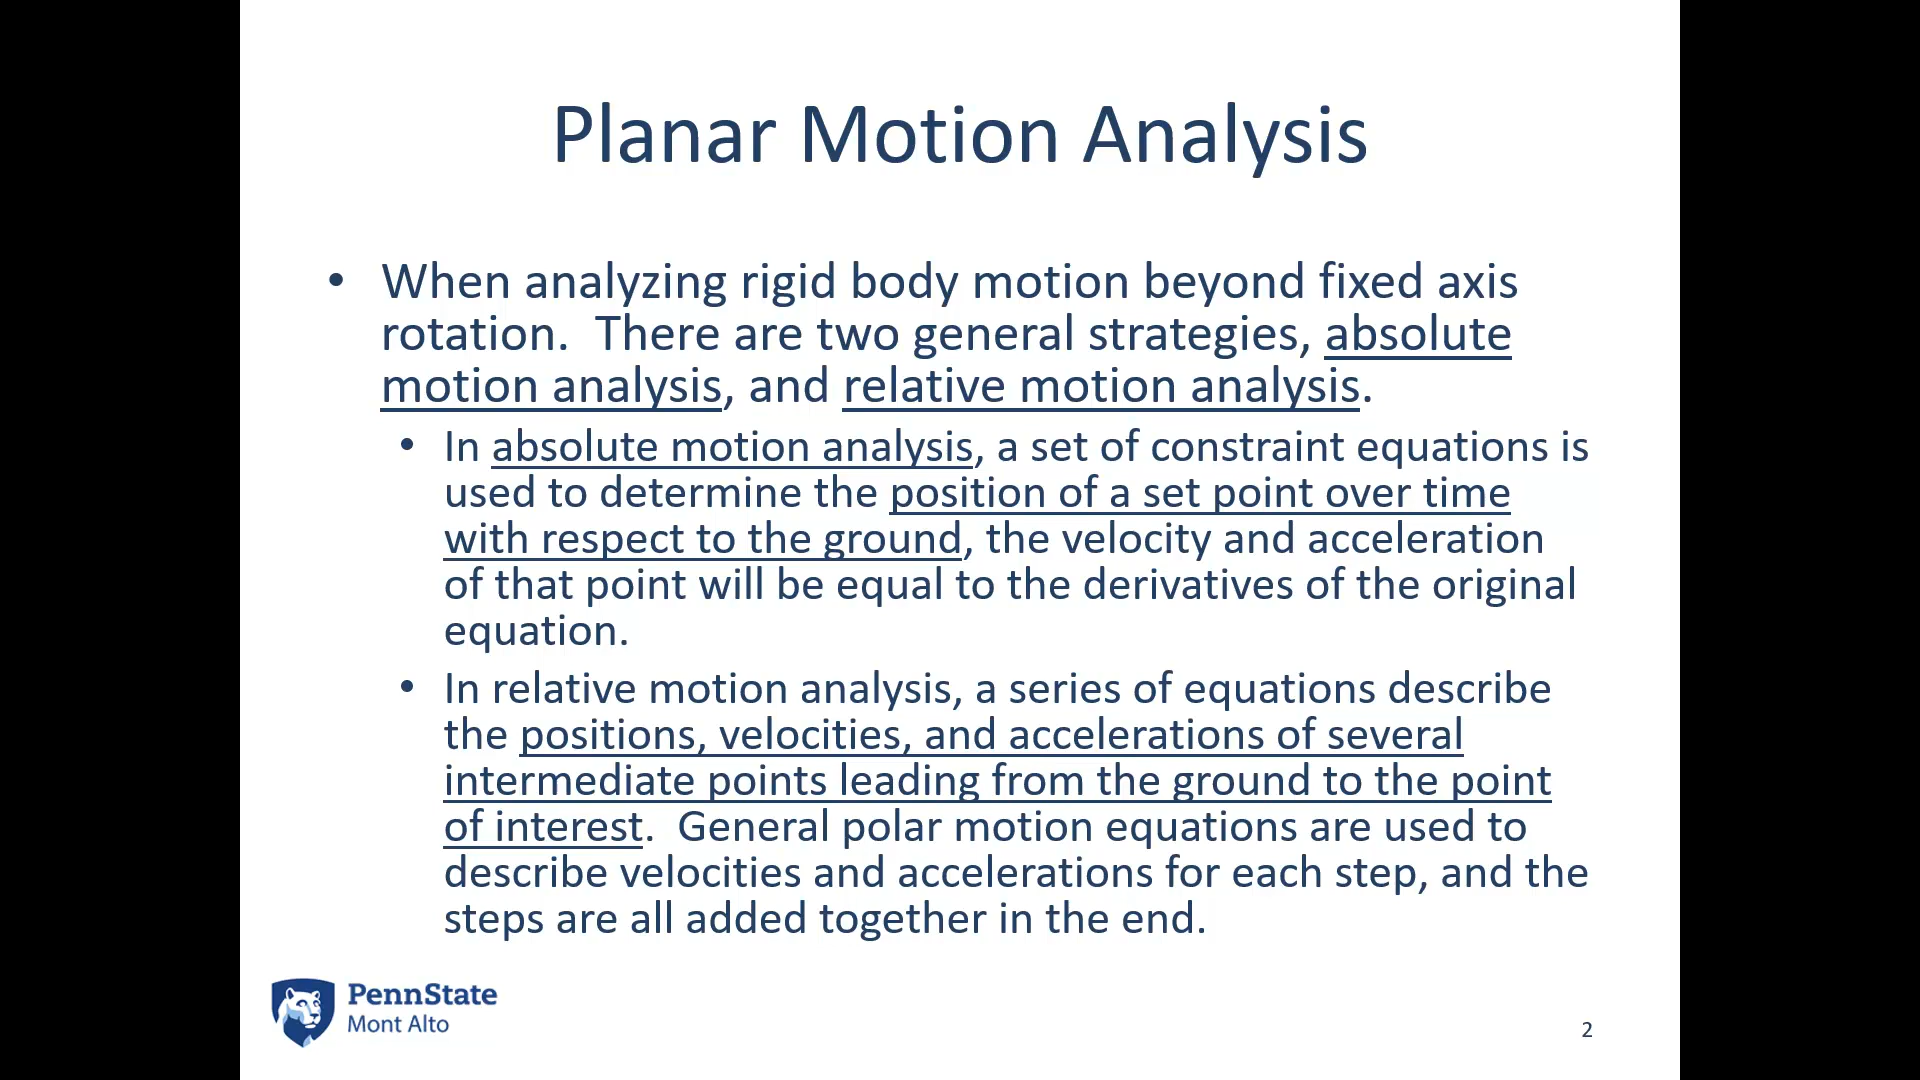 Planar Motion Analysis
• When analyzing rigid body motion beyond fixed axis
rotation.  There are two general strategies, absolute
motion analysis, and relative motion analysis.
• In absolute motion analysis, a set of constraint equations is
used to determine the position of a set point over time
with respect to the ground, the velocity and acceleration
of that point will be equal to the derivatives of the original
equation.
• In relative motion analysis, a series of equations describe
the positions, velocities, and accelerations of several
intermediate points leading from the ground to the point
of interest.  General polar motion equations are used to
describe velocities and accelerations for each step, and the
steps are all added together in the end.
PennState
Mont Alto
2